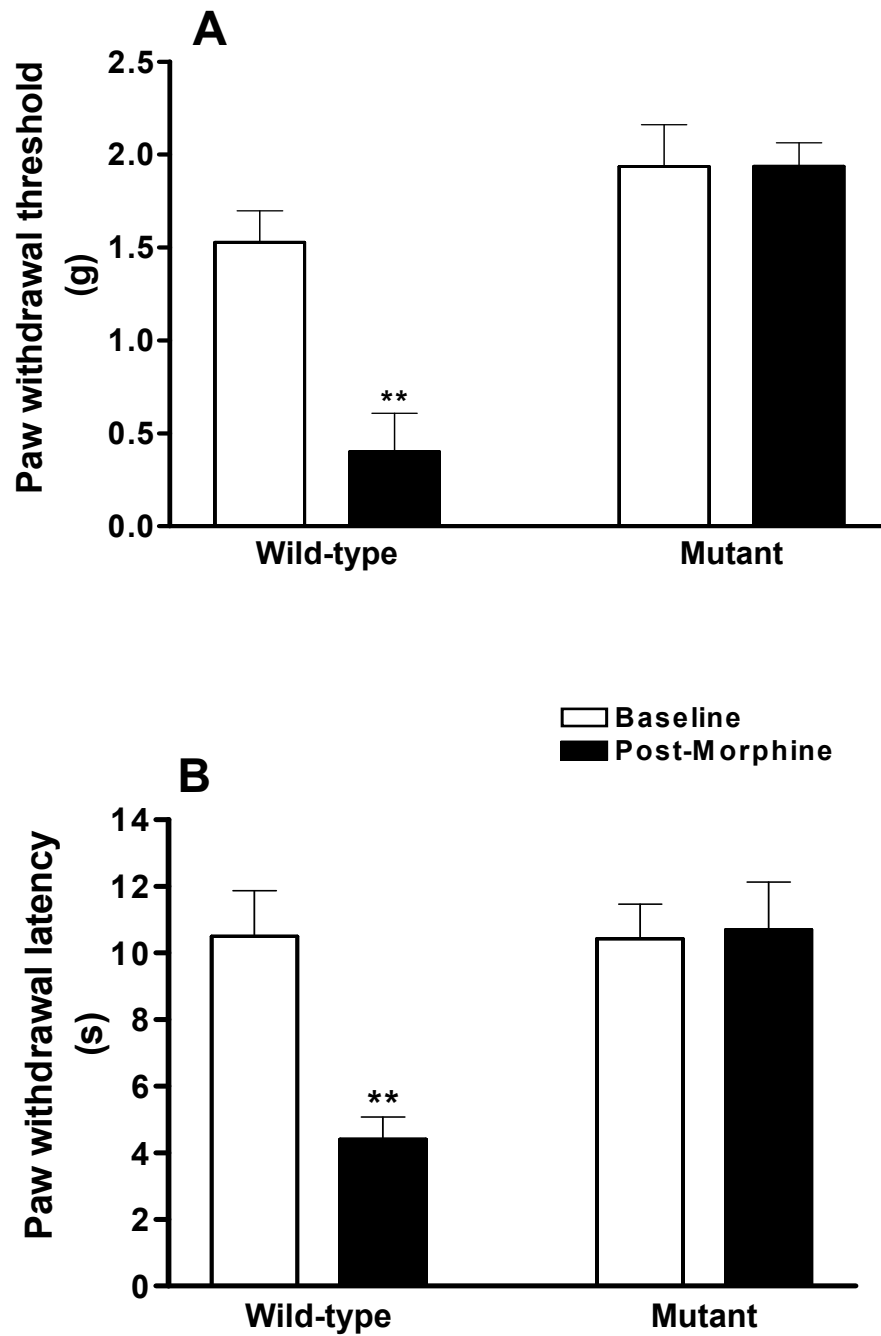 A
Paw withdrawal threshold
(g)
2.5
2.0
1.5
1.0
0.5
0.0
**
Wild-type
Mutant
Baseline
Post-Morphine
B
Paw withdrawal latency
(s)
14
12
10
8
6
4
2
0
**
Wild-type
Mutant